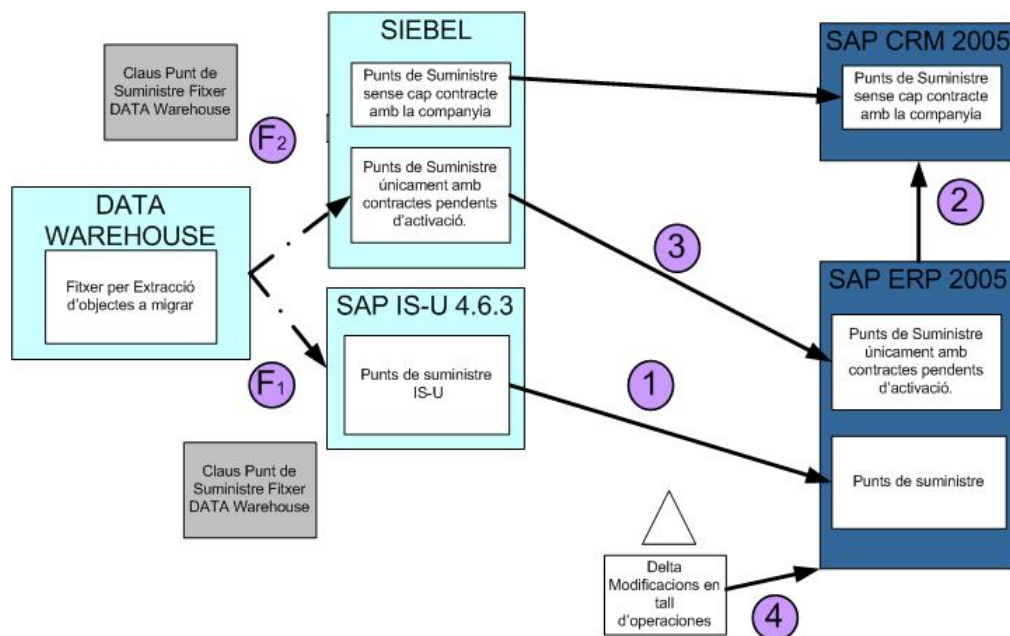 SIEBEL
SAP CRM 2005
Claus Punt de
Suministre Fitxer
DATA Warehouse
Punts de Suministre
sense cap contracte
amb la companyia
Punts de Suministre
sense cap contracte
amb la companyia
F2
Punts de Suministre
únicament amb
contractes pendents
d'activació.
DATA
WAREHOUSE
Fitxer per Extracció
d'objectes a migrar
2
3
SAP ERP 2005
SAP IS-U 4.6.3
Punts de suministre
IS-U
Punts de Suministre
únicament amb
contractes pendents
d'activació.
F1
1
Claus Punt de
Suministre Fitxer
DATA Warehouse
Punts de suministre
Delta
Modificacions en
tall
d'operaciones
4